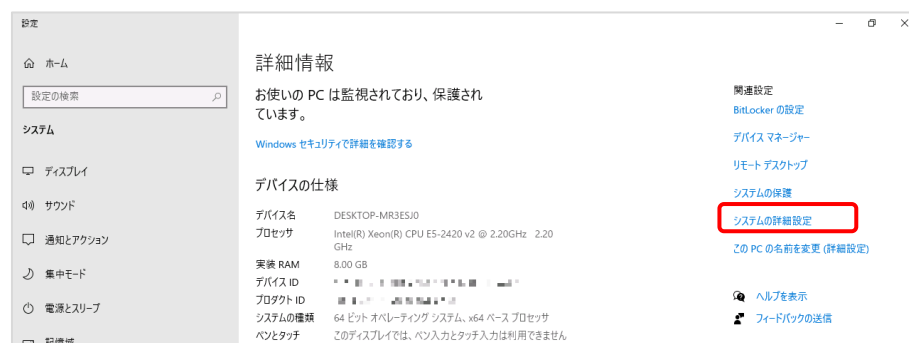 設定
ホーム
設定の検索
システム
ディスプレイ
サウンド
通知とアクション
集中モード
電源とスリープ
記憶域
詳細情報
お使いの PC は監視されており、保護され
ています。
Windows セキュリティで詳細を確認する
デバイスの仕様
デバイス名 DESKTOP-MR3ESJ0
プロセッサ Intel(R) Xeon(R) CPU E5-2420 v2 @ 2.20GHz 2.20
GHz
実装 RAM 8.00 GB
デバイス ID
プロダクト ID
システムの種類 64 ビット オペレーティング システム、x64 ベース プロセッサ
ペンとタッチ このディスプレイでは、ペン入力とタッチ入力は利用できません
関連設定
BitLocker の設定
デバイス マネージャー
リモート デスクトップ
システムの保護
システムの詳細設定
この PC の名前を変更 (詳細設定)
ヘルプを表示
フィードバックの送信